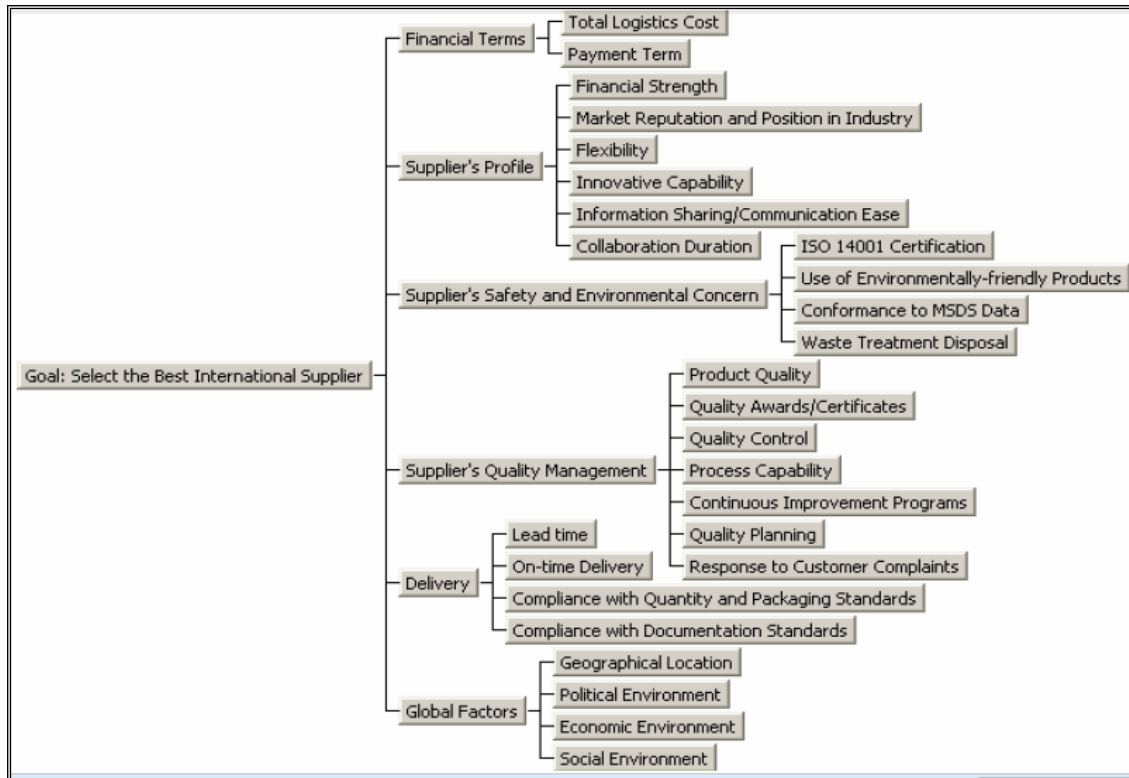 Goal: Select the Best International Supplier
Financial Terms
Total Logistics Cost
Payment Term
Supplier's Profile
Financial Strength
Market Reputation and Position in Industry
Flexibility
Innovative Capability
Information Sharing/Communication Ease
Collaboration Duration
Supplier's Safety and Environmental Concern
ISO 14001 Certification
Use of Environmentally-friendly Products
Conformance to MSDS Data
Waste Treatment Disposal
Supplier's Quality Management
Product Quality
Quality Awards/Certificates
Quality Control
Process Capability
Continuous Improvement Programs
Quality Planning
Response to Customer Complaints
Delivery
Lead time
On-time Delivery
Compliance with Quantity and Packaging Standards
Compliance with Documentation Standards
Global Factors
Geographical Location
Political Environment
Economic Environment
Social Environment